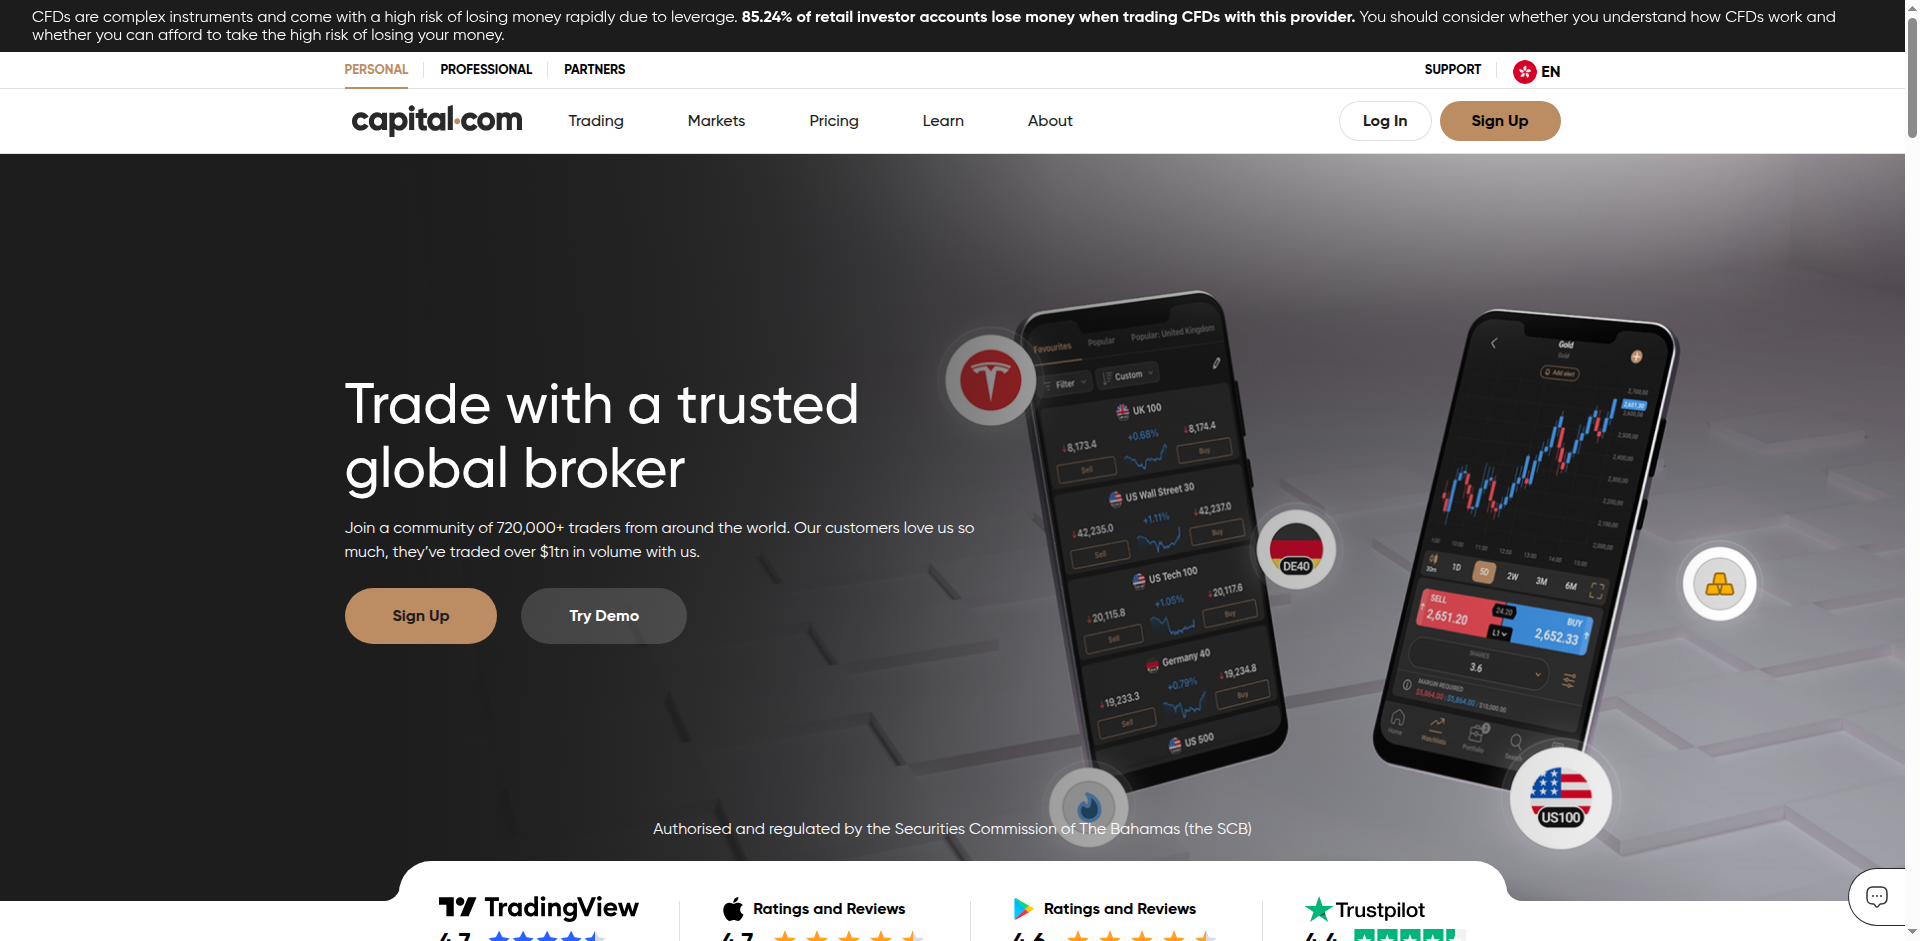 CFDs are complex instruments and come with a high risk of losing money rapidly due to leverage. 85.24% of retail investor accounts lose money when trading CFDs with this provider. You should consider whether you understand how CFDs work and
whether you can afford to take the high risk of losing your money.
PERSONAL PROFESSIONAL PARTNERS SUPPORT EN
capital.com Trading Markets Pricing Learn About Log In Sign Up
Trade with a trusted
global broker
Join a community of 720,000+ traders from around the world. Our customers love us so
much, they’ve traded over $1tn in volume with us.
Sign Up Try Demo
Favourites Popular Popular: United Kingdom
Filter Custom
UK 100
8,173.4 +0.68% 8,174.4
Sell Buy
US Wall Street 30
42,235.0 +1.11% 42,237.0
Sell Buy
US Tech 100
20,115.8 +1.05% 20,117.6
Sell Buy
Germany 40
19,233.3 +0.79% 19,234.8
Sell Buy
US 500
DE40
Gold
Gold
Add alert
30m 1D 5D 2W 3M 6M
SELL 24.20 BUY
2,651.20 L1 2,652.33
SHARES
3.6
MARGIN REQUIRED
Home Watchlists Portfolio
US100
Authorised and regulated by the Securities Commission of The Bahamas (the SCB)
TradingView
4.7
Ratings and Reviews
4.7
Ratings and Reviews
4.6
Trustpilot
4.4